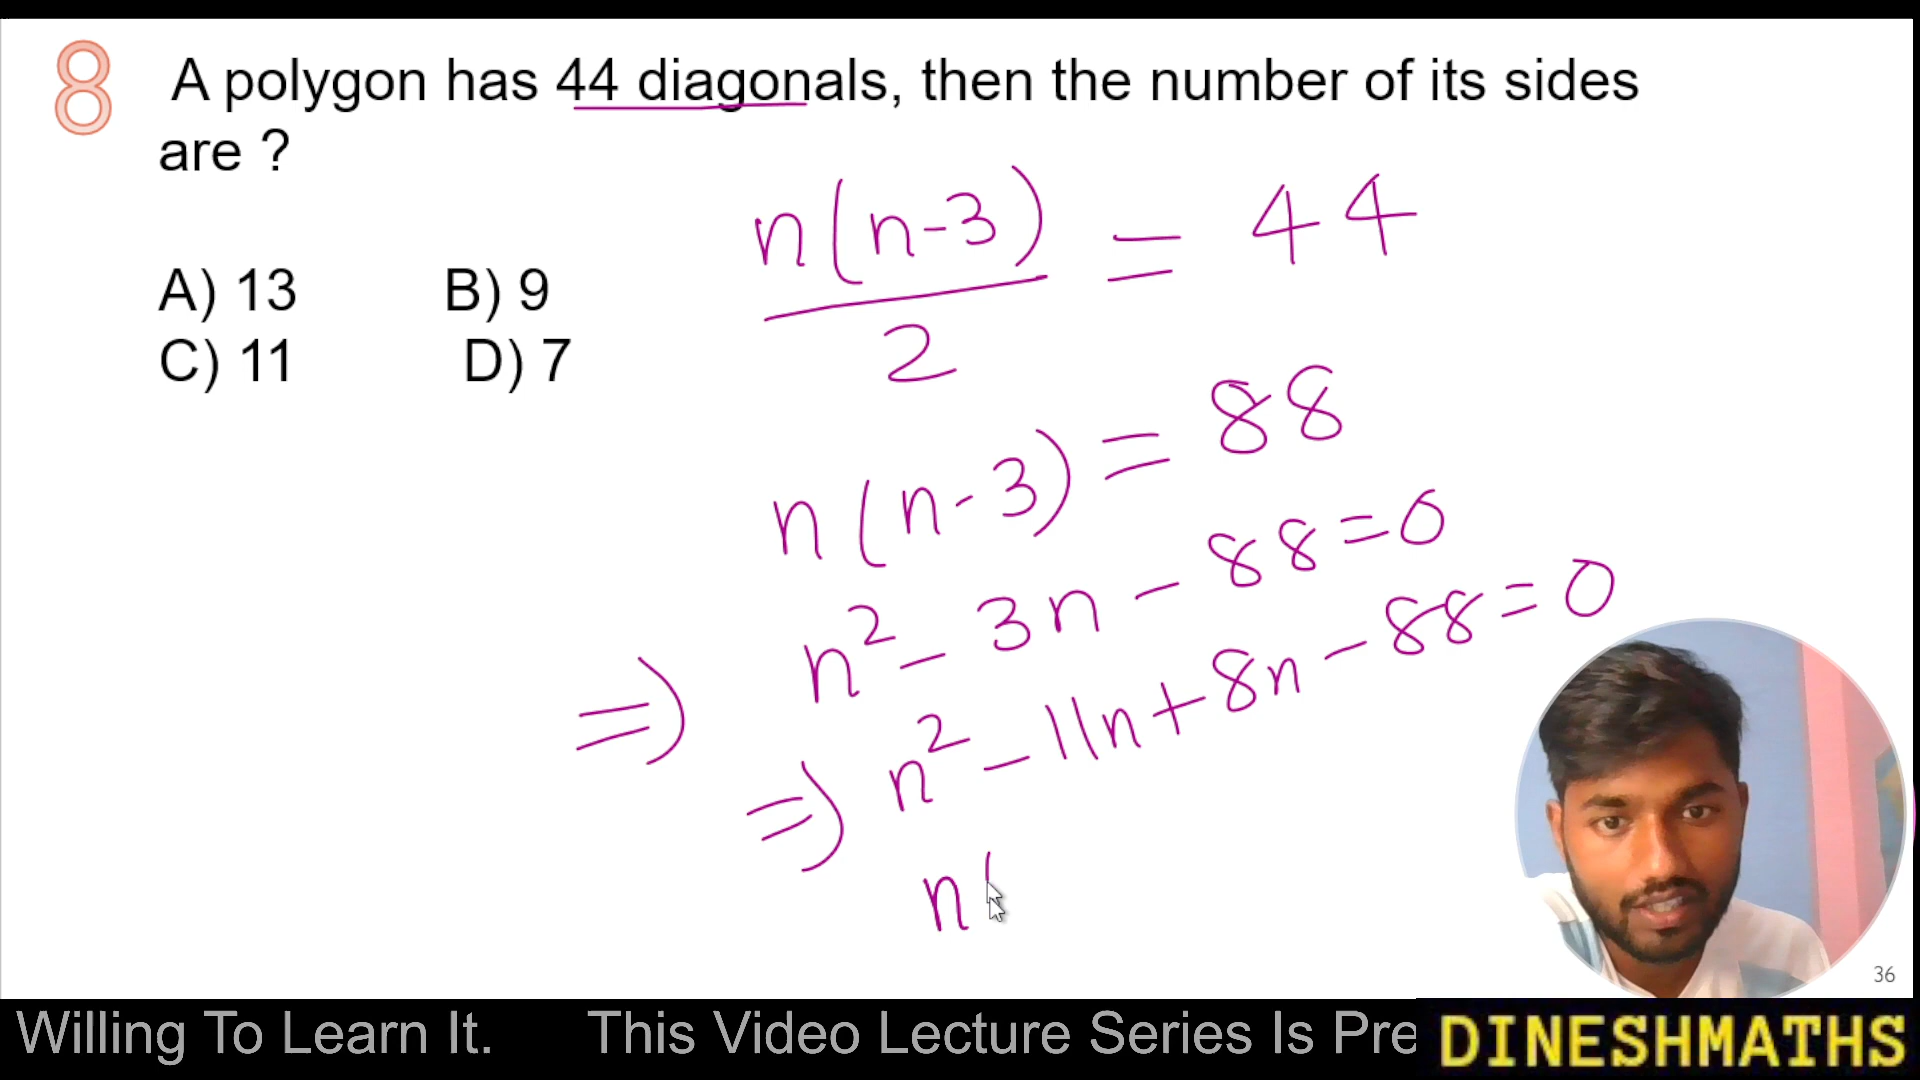 8 A polygon has 44 diagonals, then the number of its sides
are ?
n(n-3)/2 = 44
A) 13 B) 9
C) 11 D) 7
n(n-3) = 88
=) n² - 3n - 88 = 0
=) n² - 11n + 8n - 88 = 0
n(
36
Willing To Learn It. This Video Lecture Series Is Pre
DINESHMATHS